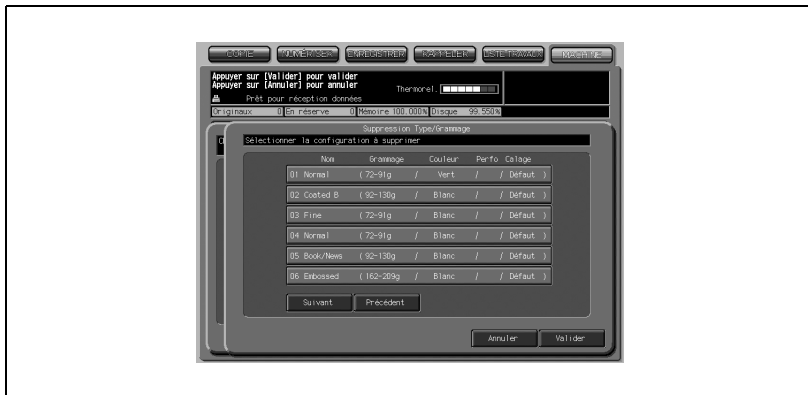 COPIE NUMÉRISER ENREGISTRER RAPPELER LISTE TRAVAUX MACHINE
Appuyer sur [Valider] pour valider
Appuyer sur [Annuler] pour annuler
Thermorel.
Prêt pour réception données
Originaux 0 En réserve 0 Mémoire 100.000% Disque 99.550%
Suppression Type/Grammage
Sélectionner la configuration à supprimer
Nom Grammage Couleur Perfo Calage
01 Normal (72-91g / Vert / / Défaut )
02 Coated B (92-130g / Blanc / / Défaut )
03 Fine (72-91g / Blanc / / Défaut )
04 Normal (72-91g / Blanc / / Défaut )
05 Book/News (92-130g / Blanc / / Défaut )
06 Embossed (162-209g / Blanc / / Défaut )
Suivant Précédent
Annuler Valider